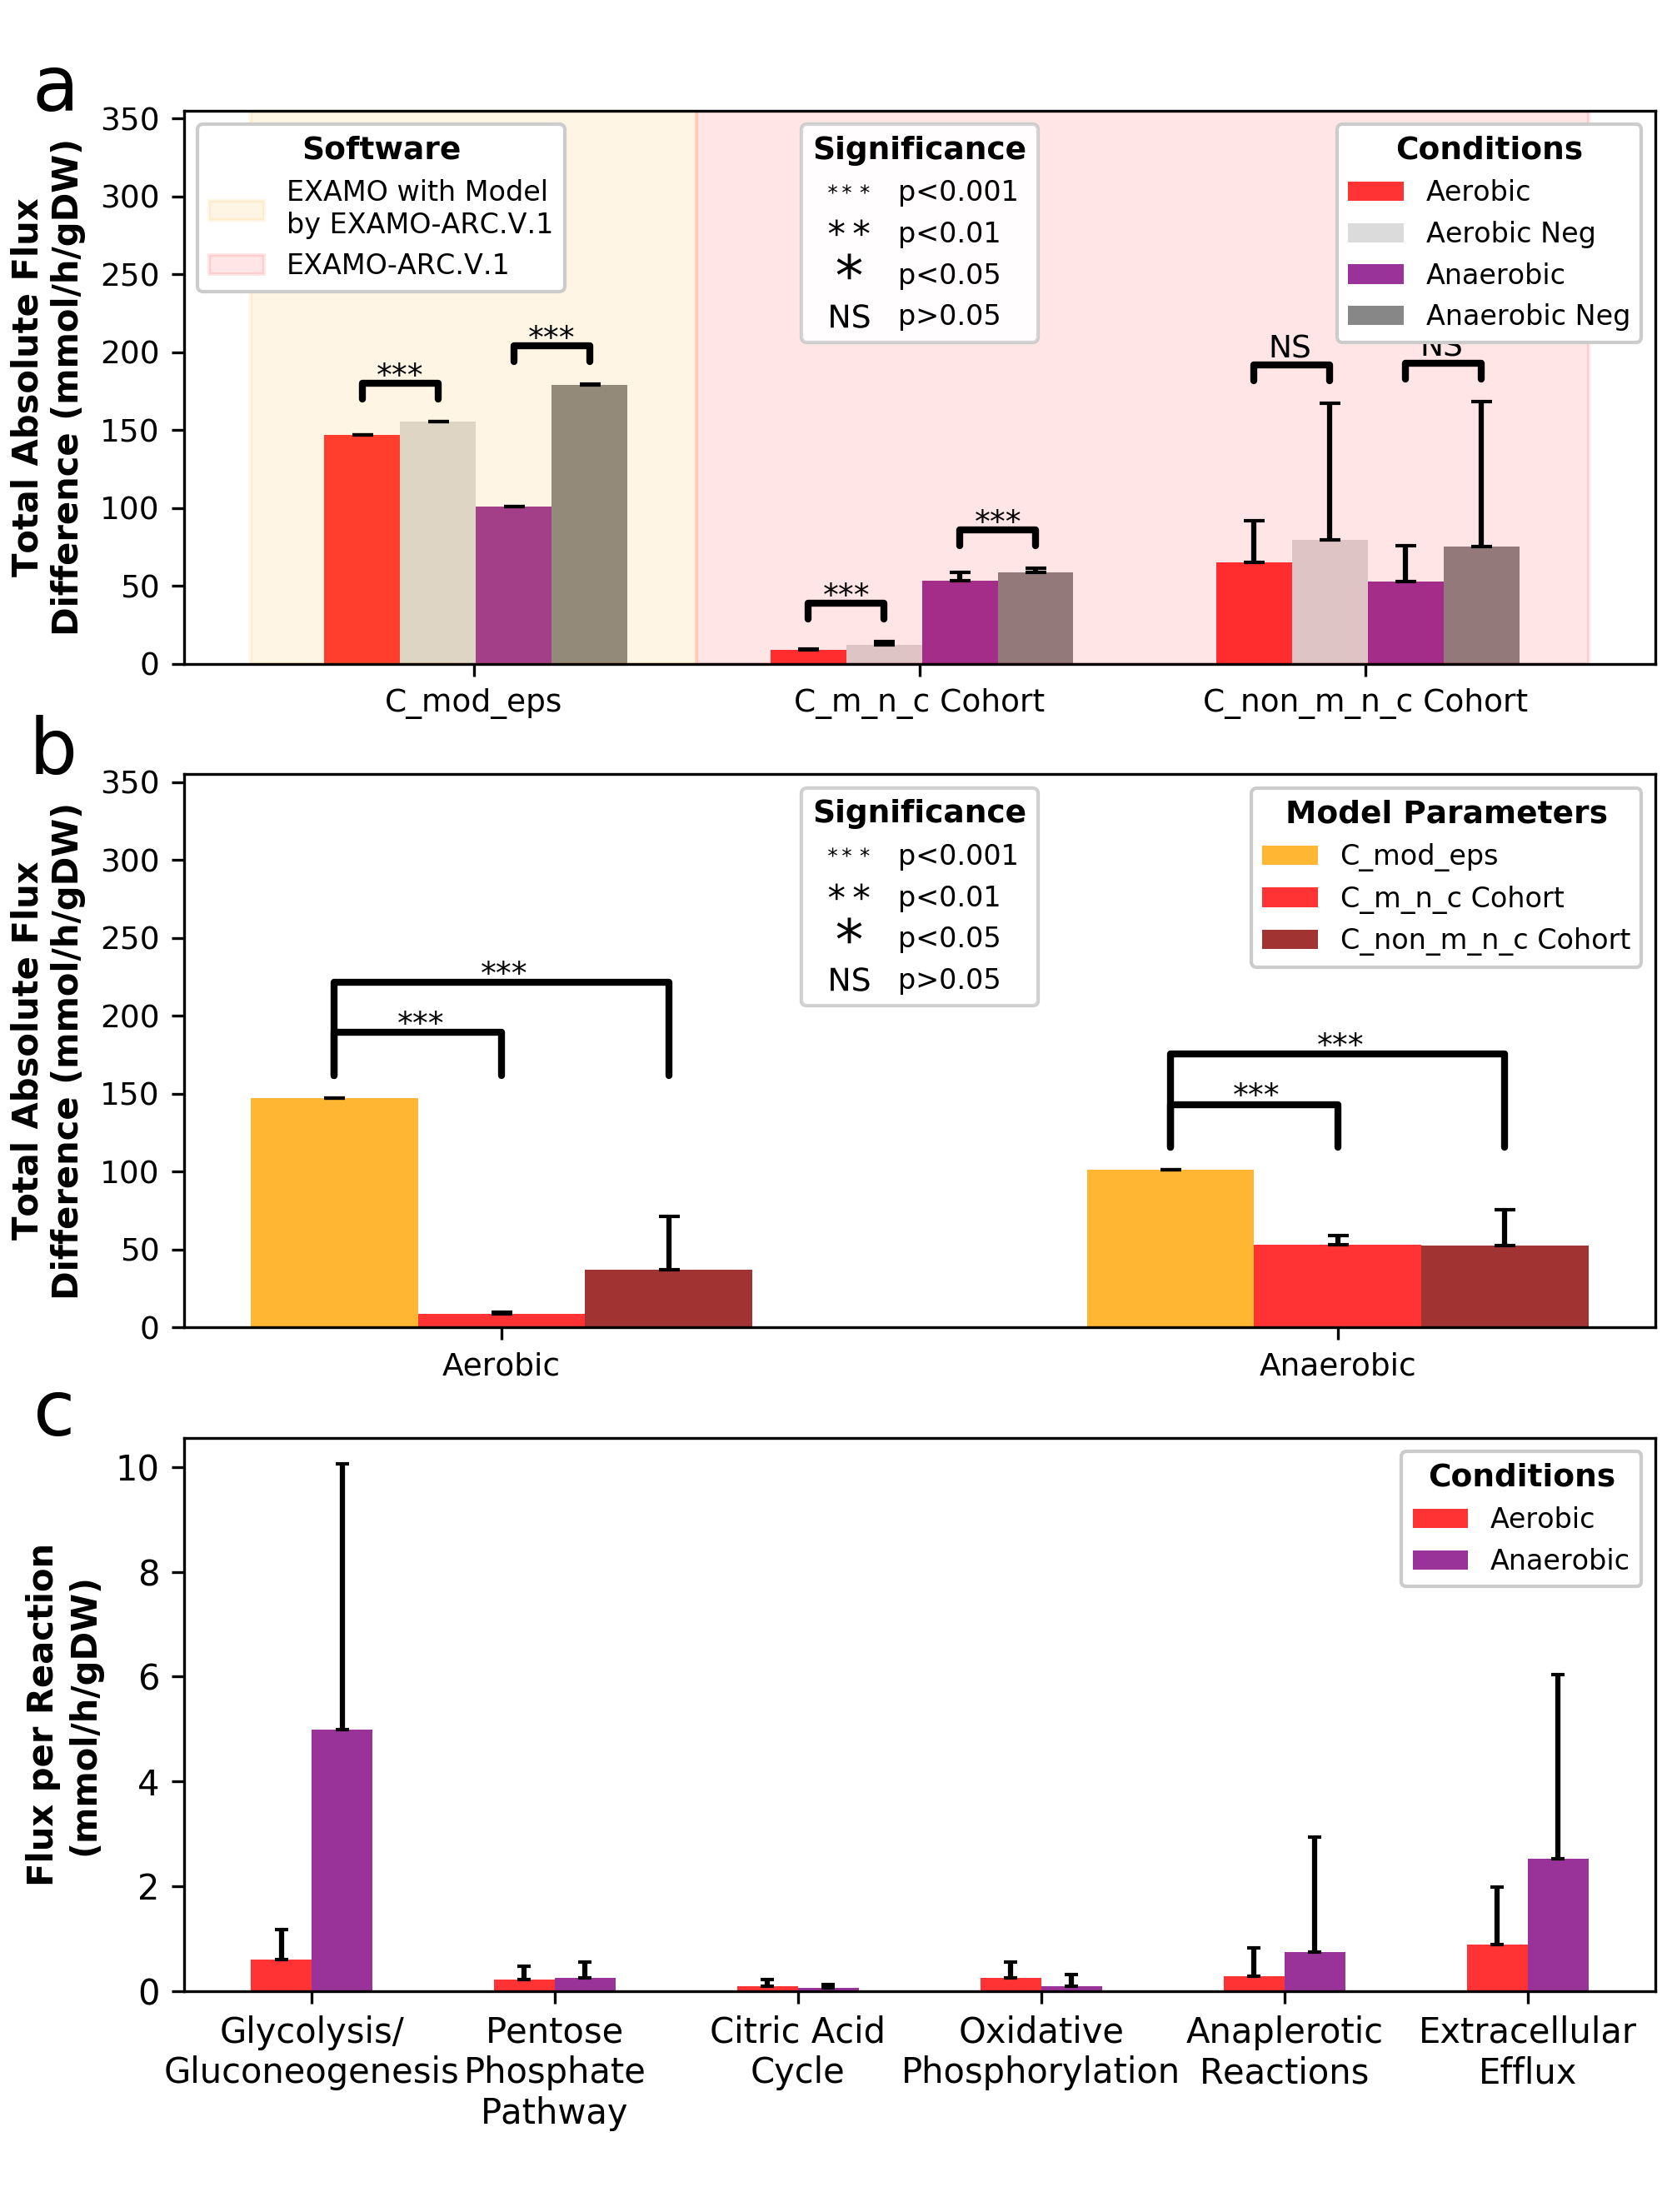 a
Total Absolute Flux
Difference (mmol/h/gDW)
350
300
250
200
150
100
50
0
Software
EXAMO with Model
by EXAMO-ARC.V.1
EXAMO-ARC.V.1
Significance
*** p<0.001
** p<0.01
* p<0.05
NS p>0.05
Conditions
Aerobic
Aerobic Neg
Anaerobic
Anaerobic Neg
***
***
***
***
NS
NS
C_mod_eps
C_m_n_c Cohort
C_non_m_n_c Cohort
b
Total Absolute Flux
Difference (mmol/h/gDW)
350
300
250
200
150
100
50
0
Significance
*** p<0.001
** p<0.01
* p<0.05
NS p>0.05
Model Parameters
C_mod_eps
C_m_n_c Cohort
C_non_m_n_c Cohort
***
***
***
***
Aerobic
Anaerobic
c
Flux per Reaction
(mmol/h/gDW)
10
8
6
4
2
0
Conditions
Aerobic
Anaerobic
Glycolysis/
Gluconeogenesis
Pentose
Phosphate
Pathway
Citric Acid
Cycle
Oxidative
Phosphorylation
Anaplerotic
Reactions
Extracellular
Efflux